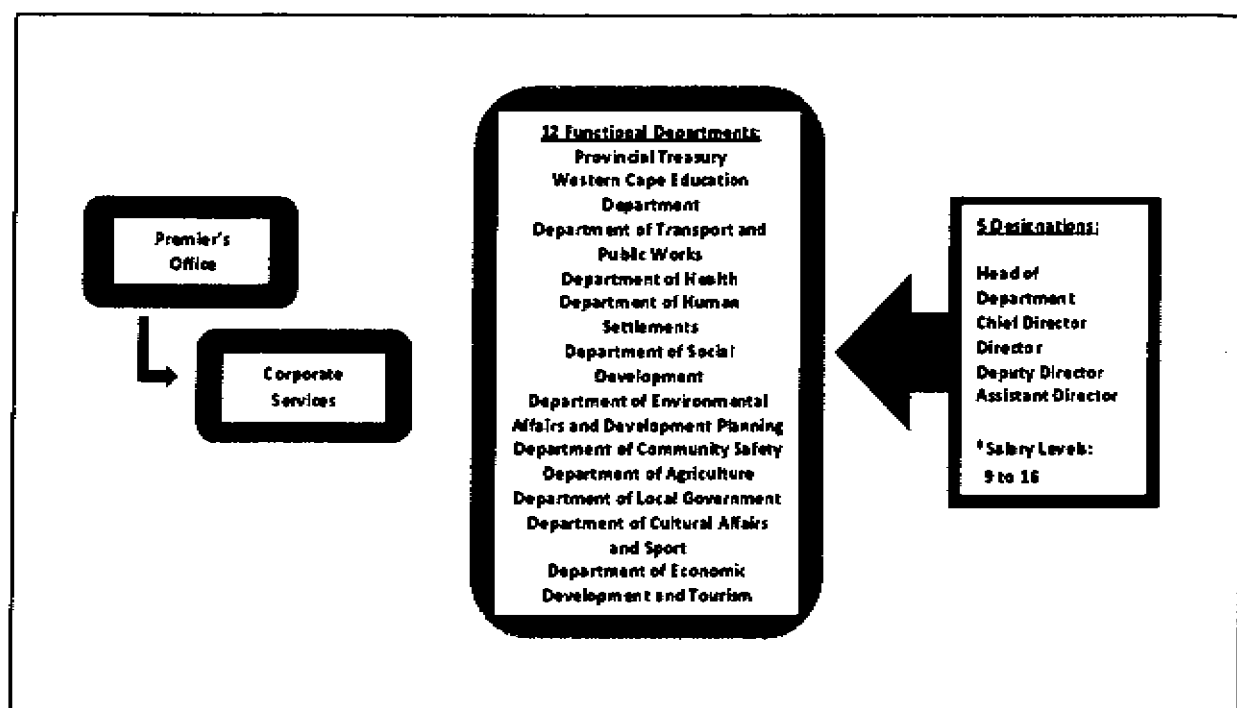 Premier's
Office
Corporate
Services
12 Functional Departments:
Provincial Treasury
Western Cape Education
Department
Department of Transport and
Public Works
Department of Health
Department of Human
Settlements
Department of Social
Development
Department of Environmental
Affairs and Development Planning
Department of Community Safety
Department of Agriculture
Department of Local Government
Department of Cultural Affairs
and Sport
Department of Economic
Development and Tourism
5 Designations:
Head of
Department
Chief Director
Director
Deputy Director
Assistant Director
*Salary Levels:
9 to 16